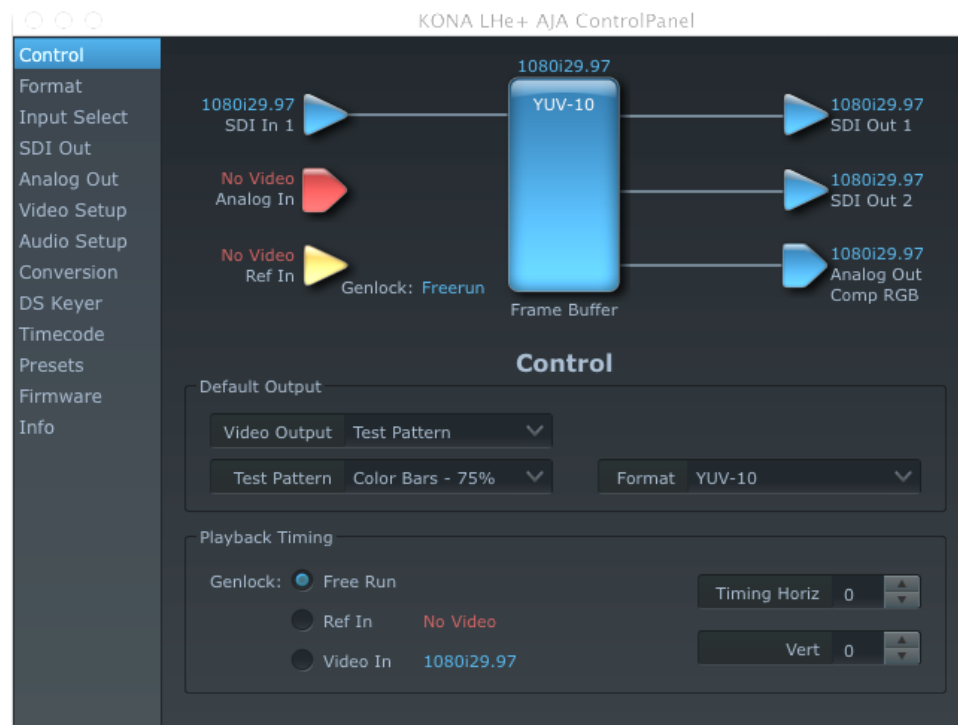 KONA LHe+ AJA ControlPanel
Control
Format
Input Select
SDI Out
Analog Out
Video Setup
Audio Setup
Conversion
DS Keyer
Timecode
Presets
Firmware
Info
1080i29.97
YUV-10
Frame Buffer
1080i29.97
SDI In 1
No Video
Analog In
No Video
Ref In
Genlock: Freerun
1080i29.97
SDI Out 1
1080i29.97
SDI Out 2
1080i29.97
Analog Out
Comp RGB
Control
Default Output
Video Output Test Pattern
Test Pattern Color Bars - 75% Format YUV-10
Playback Timing
Genlock: Free Run
Ref In No Video
Video In 1080i29.97
Timing Horiz 0
Vert 0